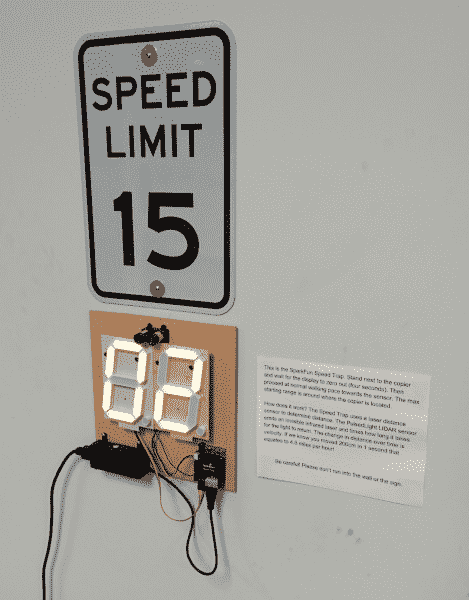 SPEED
LIMIT
15
02
This is the SparkFun Speed Trap. Stand next to the copier
and wait for the display to zero out (four seconds). Then
proceed at normal walking pace towards the sensor. The max
starting range is around where the copier is located.
How does it work? The Speed Trap uses a laser distance
sensor to determine distance. The Pulsed Light LIDAR sensor
emits an invisible infrared laser and times how long it takes
for the light to return. The change in distance over time is
velocity. If we know you moved 200cm in 1 second that
equates to 4.5 miles per hour!
Be careful! Please don't run into the wall or the sign.